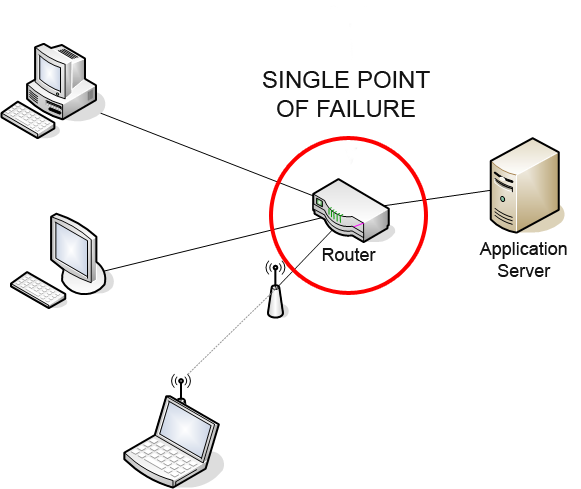 SINGLE POINT
OF FAILURE
Router
Application
Server